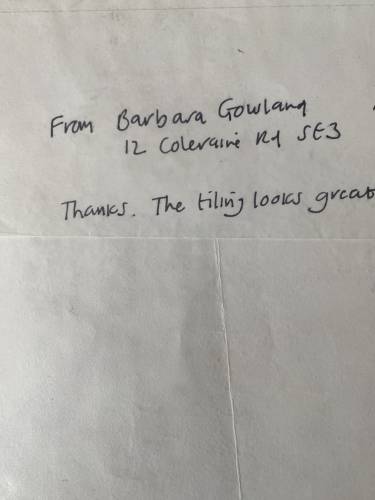 From Barbara Gowland
12 Coleraine Rd SE3
Thanks. The tiling looks great